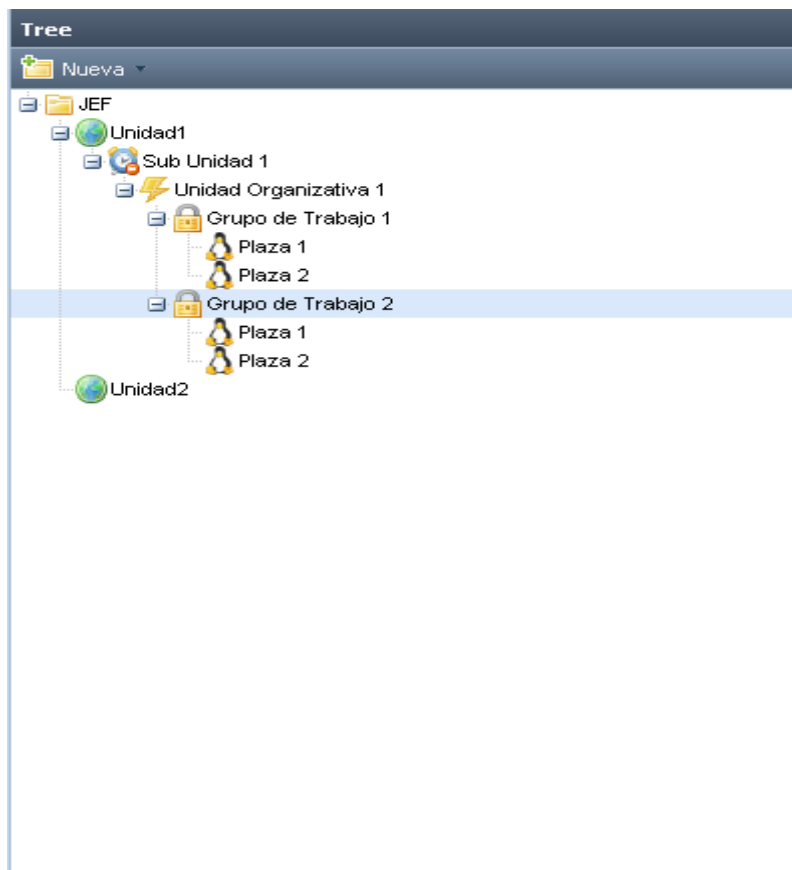 Tree
Nueva
JEF
Unidad1
Sub Unidad 1
Unidad Organizativa 1
Grupo de Trabajo 1
Plaza 1
Plaza 2
Grupo de Trabajo 2
Plaza 1
Plaza 2
Unidad2